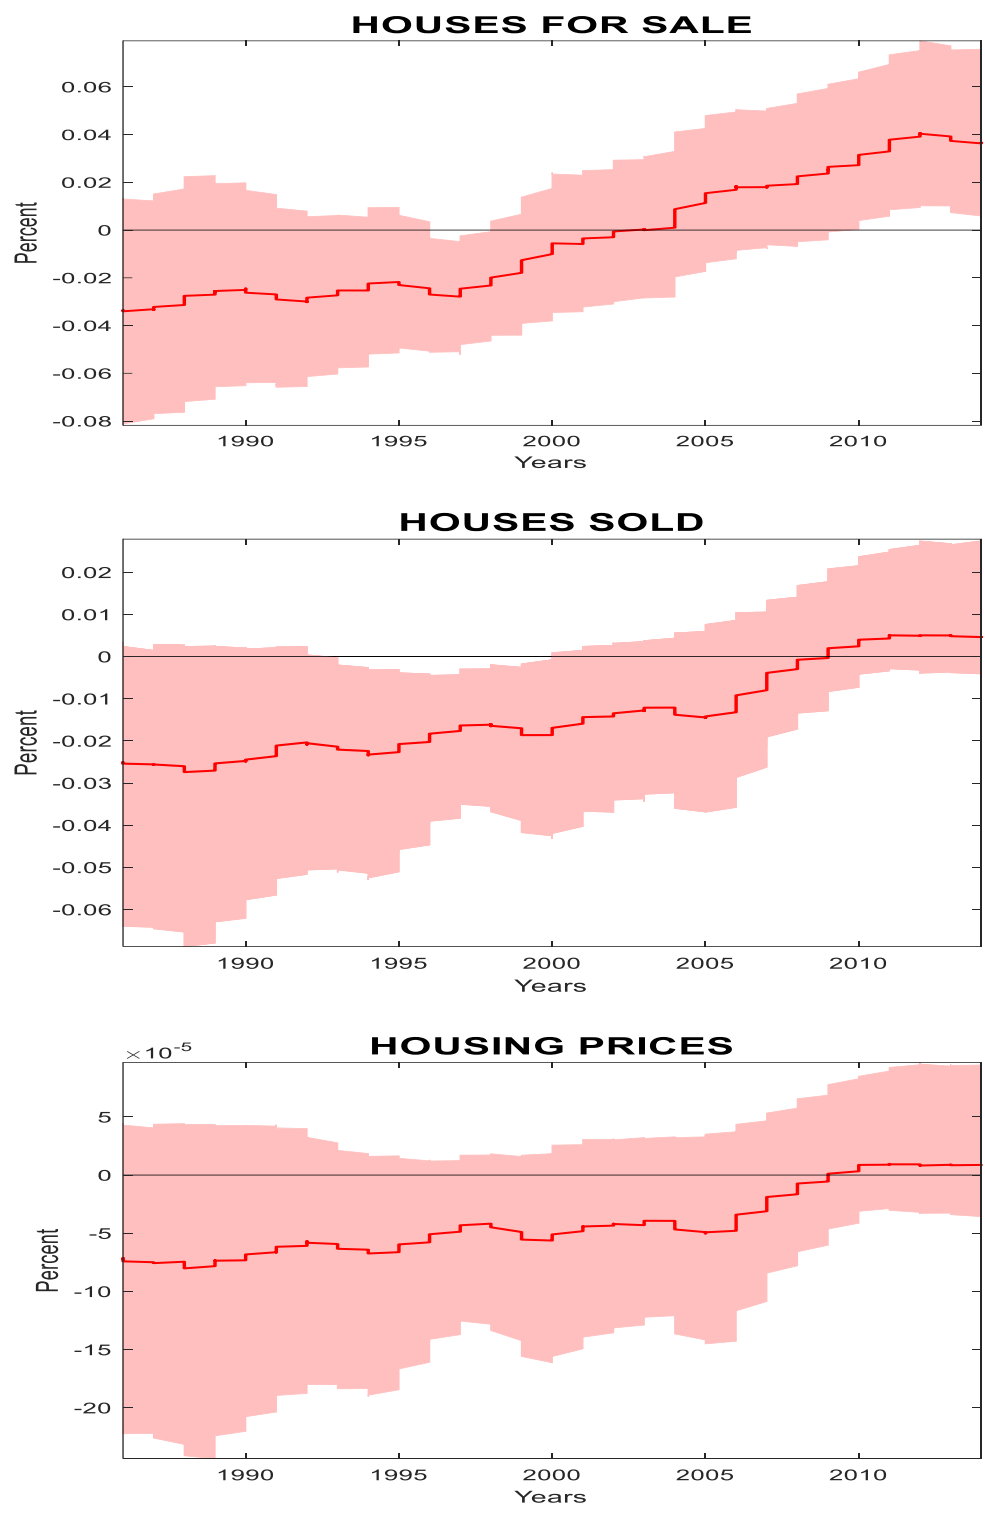 HOUSES FOR SALE
Percent
0.06
0.04
0.02
0
-0.02
-0.04
-0.06
-0.08
1990 1995 2000 2005 2010
Years
HOUSES SOLD
Percent
0.02
0.01
0
-0.01
-0.02
-0.03
-0.04
-0.05
-0.06
1990 1995 2000 2005 2010
Years
HOUSING PRICES
×10^-5
Percent
5
0
-5
-10
-15
-20
1990 1995 2000 2005 2010
Years